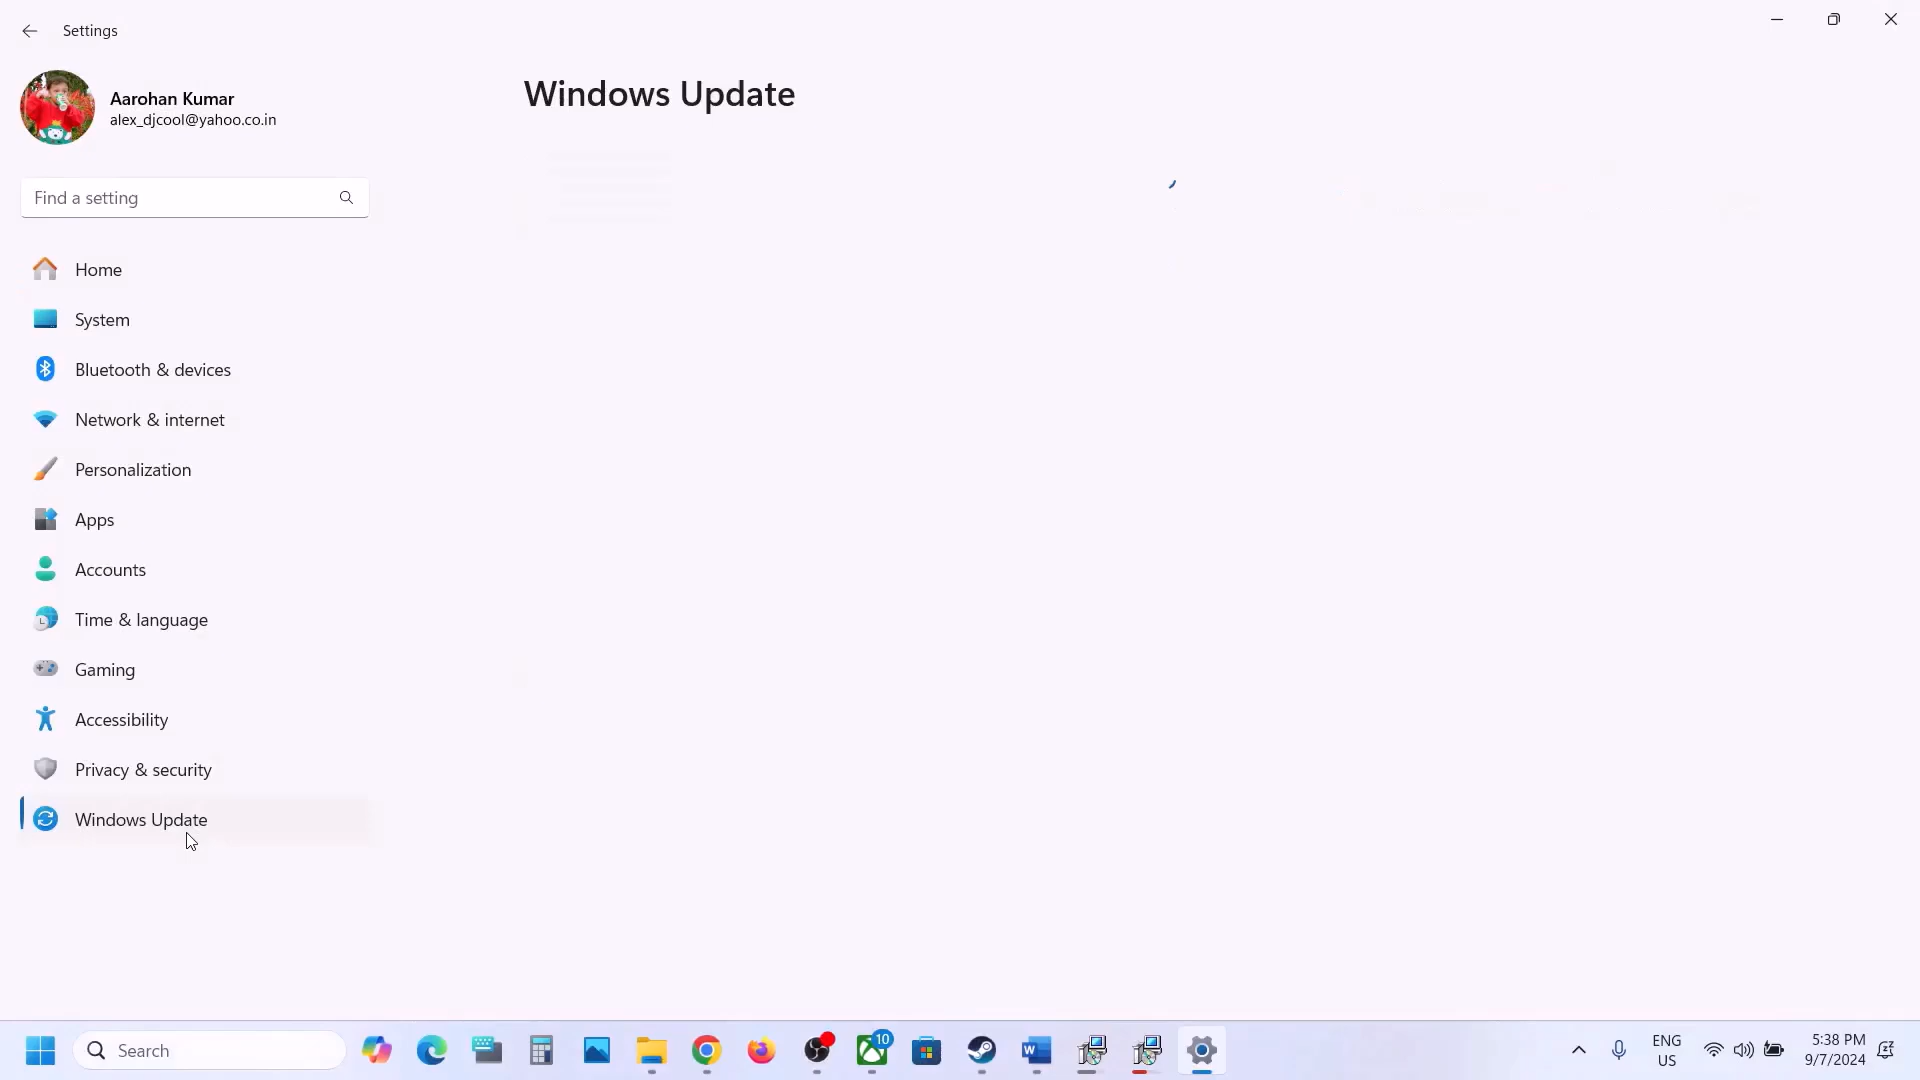 Settings
Aarohan Kumar
alex_djcool@yahoo.co.in
Windows Update
Find a setting
Home
System
Bluetooth & devices
Network & internet
Personalization
Apps
Accounts
Time & language
Gaming
Accessibility
Privacy & security
Windows Update
Search
10
ENG
US
5:38 PM
9/7/2024